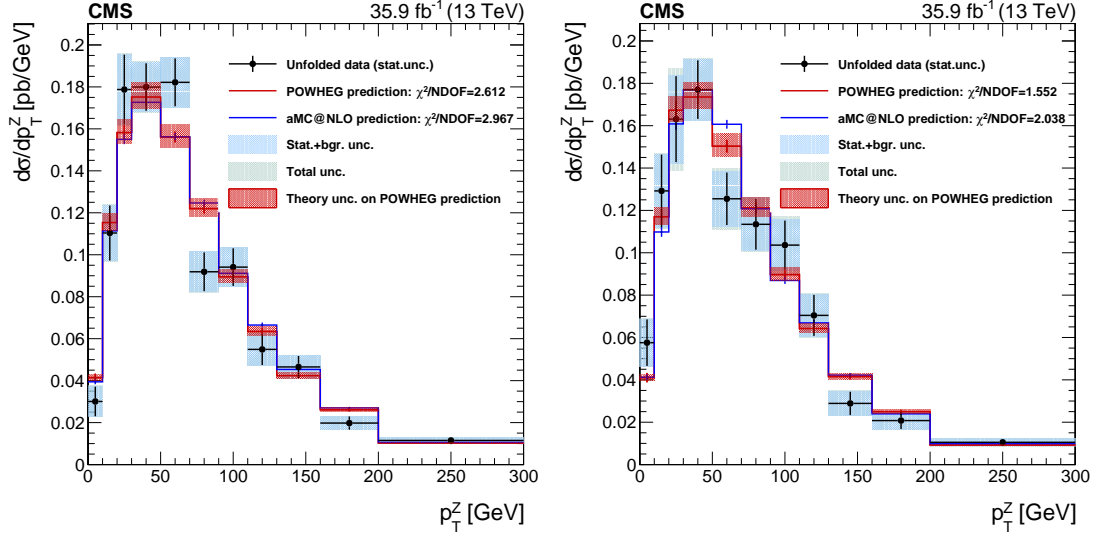 CMS 35.9 fb⁻¹ (13 TeV)
dσ/dp_T^Z [pb/GeV]
0.2
0.18
0.16
0.14
0.12
0.1
0.08
0.06
0.04
0.02
0
Unfolded data (stat.unc.)
POWHEG prediction: χ²/NDOF=2.612
aMC@NLO prediction: χ²/NDOF=2.967
Stat.+bgr. unc.
Total unc.
Theory unc. on POWHEG prediction
0 50 100 150 200 250 300
p_T^Z [GeV]
CMS 35.9 fb⁻¹ (13 TeV)
dσ/dp_T^Z [pb/GeV]
0.2
0.18
0.16
0.14
0.12
0.1
0.08
0.06
0.04
0.02
0
Unfolded data (stat.unc.)
POWHEG prediction: χ²/NDOF=1.552
aMC@NLO prediction: χ²/NDOF=2.038
Stat.+bgr. unc.
Total unc.
Theory unc. on POWHEG prediction
0 50 100 150 200 250 300
p_T^Z [GeV]